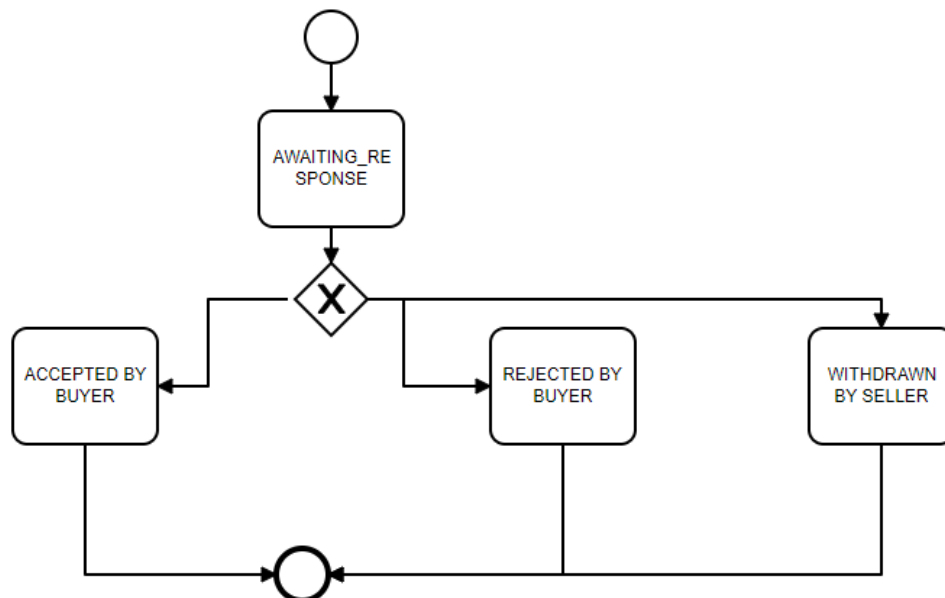 AWAITING_RE
SPONSE
X
ACCEPTED BY
BUYER
REJECTED BY
BUYER
WITHDRAWN
BY SELLER